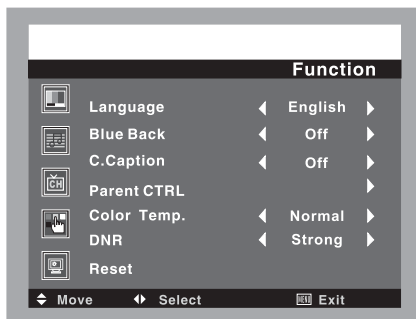 Function
Language English
Blue Back Off
C.Caption Off
CH
Parent CTRL
Color Temp. Normal
DNR Strong
Reset
Move Select MENU Exit